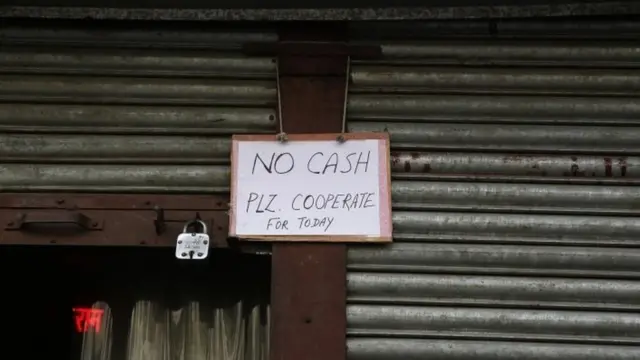 NO CASH
PLZ. COOPERATE
FOR TODAY
राम